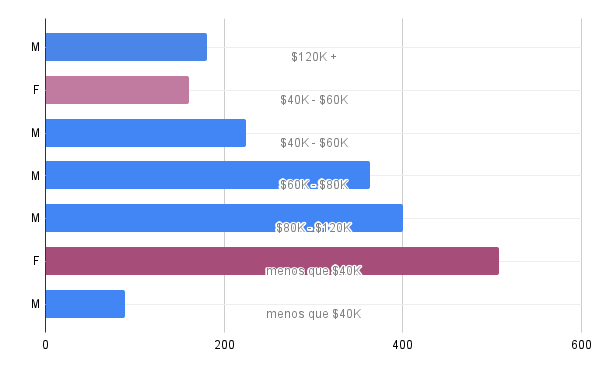 M
$120K +
F
$40K - $60K
M
$40K - $60K
M
$60K - $80K
M
$80K - $120K
F
menos que $40K
M
menos que $40K
0 200 400 600